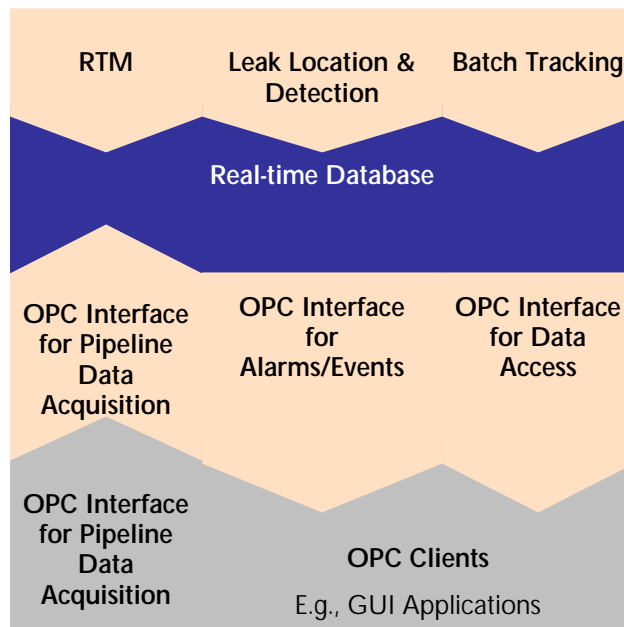 RTM
Leak Location &
Detection
Batch Tracking
Real-time Database
OPC Interface
for Pipeline
Data
Acquisition
OPC Interface
for
Alarms/Events
OPC Interface
for Data
Access
OPC Interface
for Pipeline
Data
Acquisition
OPC Clients
E.g., GUI Applications